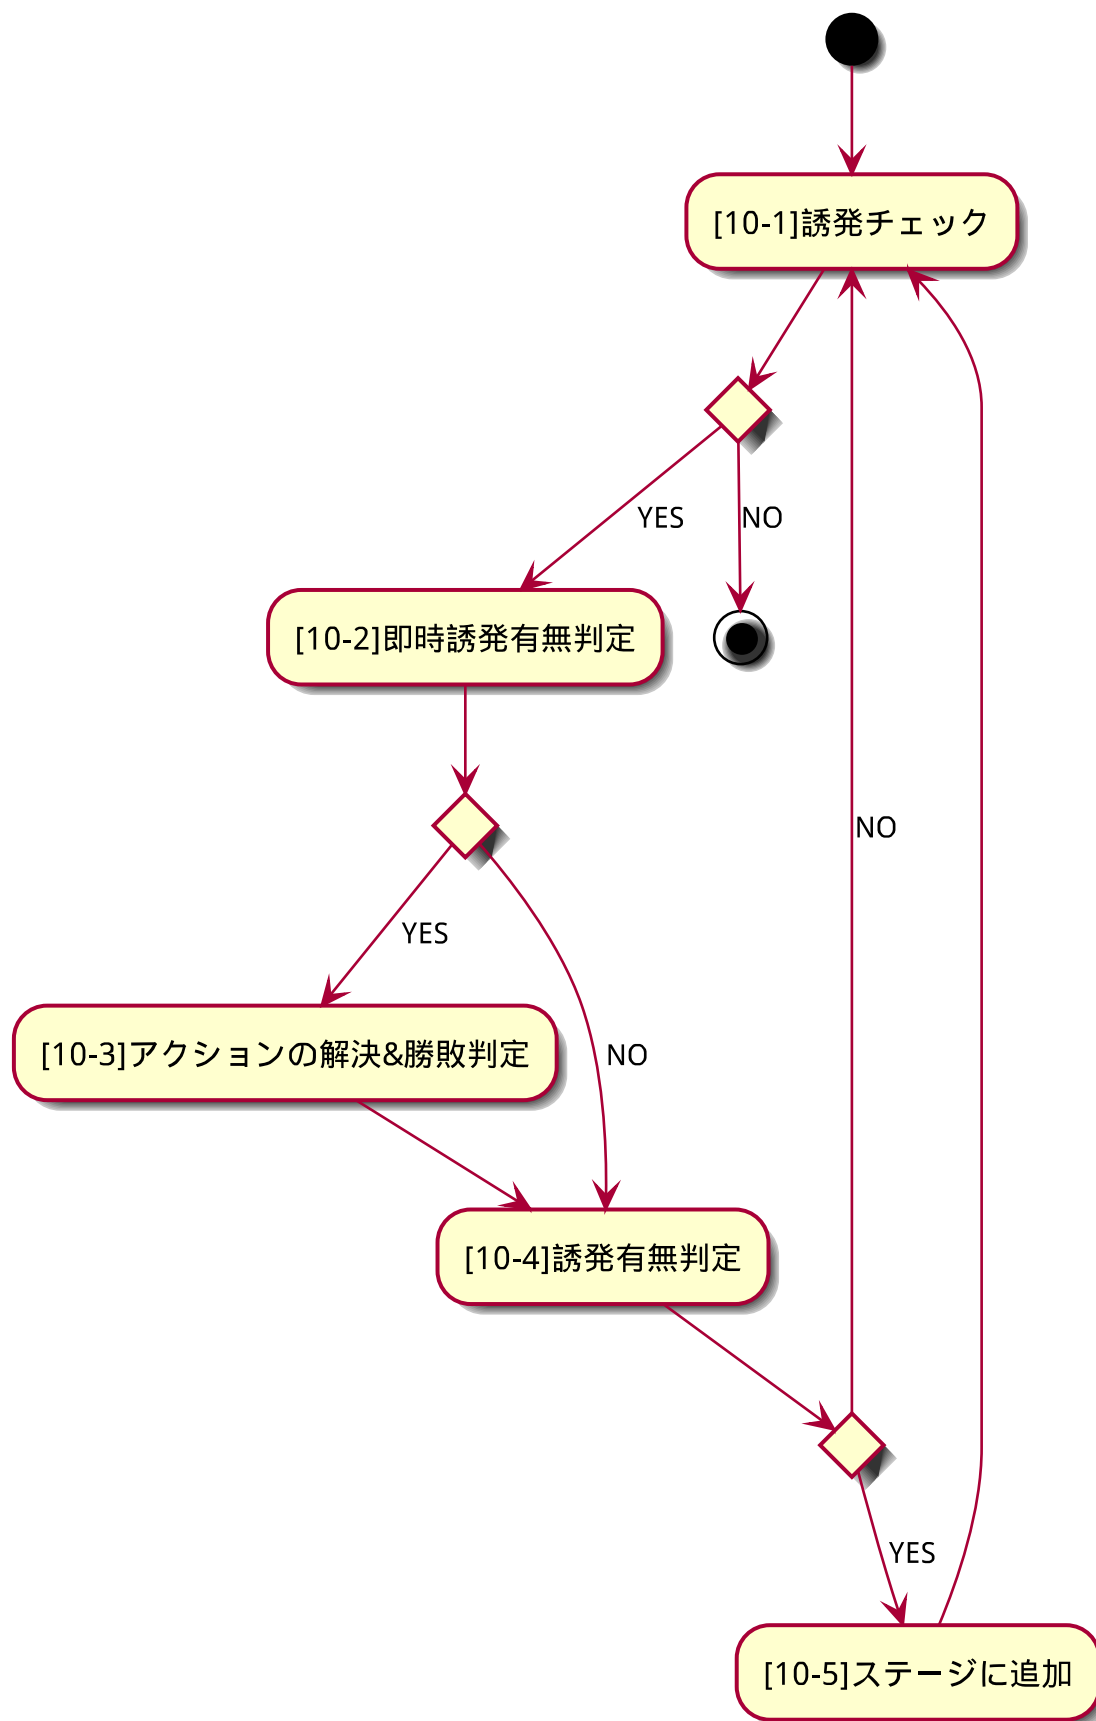 [10-1]誘発チェック
YES
NO
[10-2]即時誘発有無判定
NO
YES
[10-3]アクションの解決&勝敗判定
NO
[10-4]誘発有無判定
YES
[10-5]ステージに追加